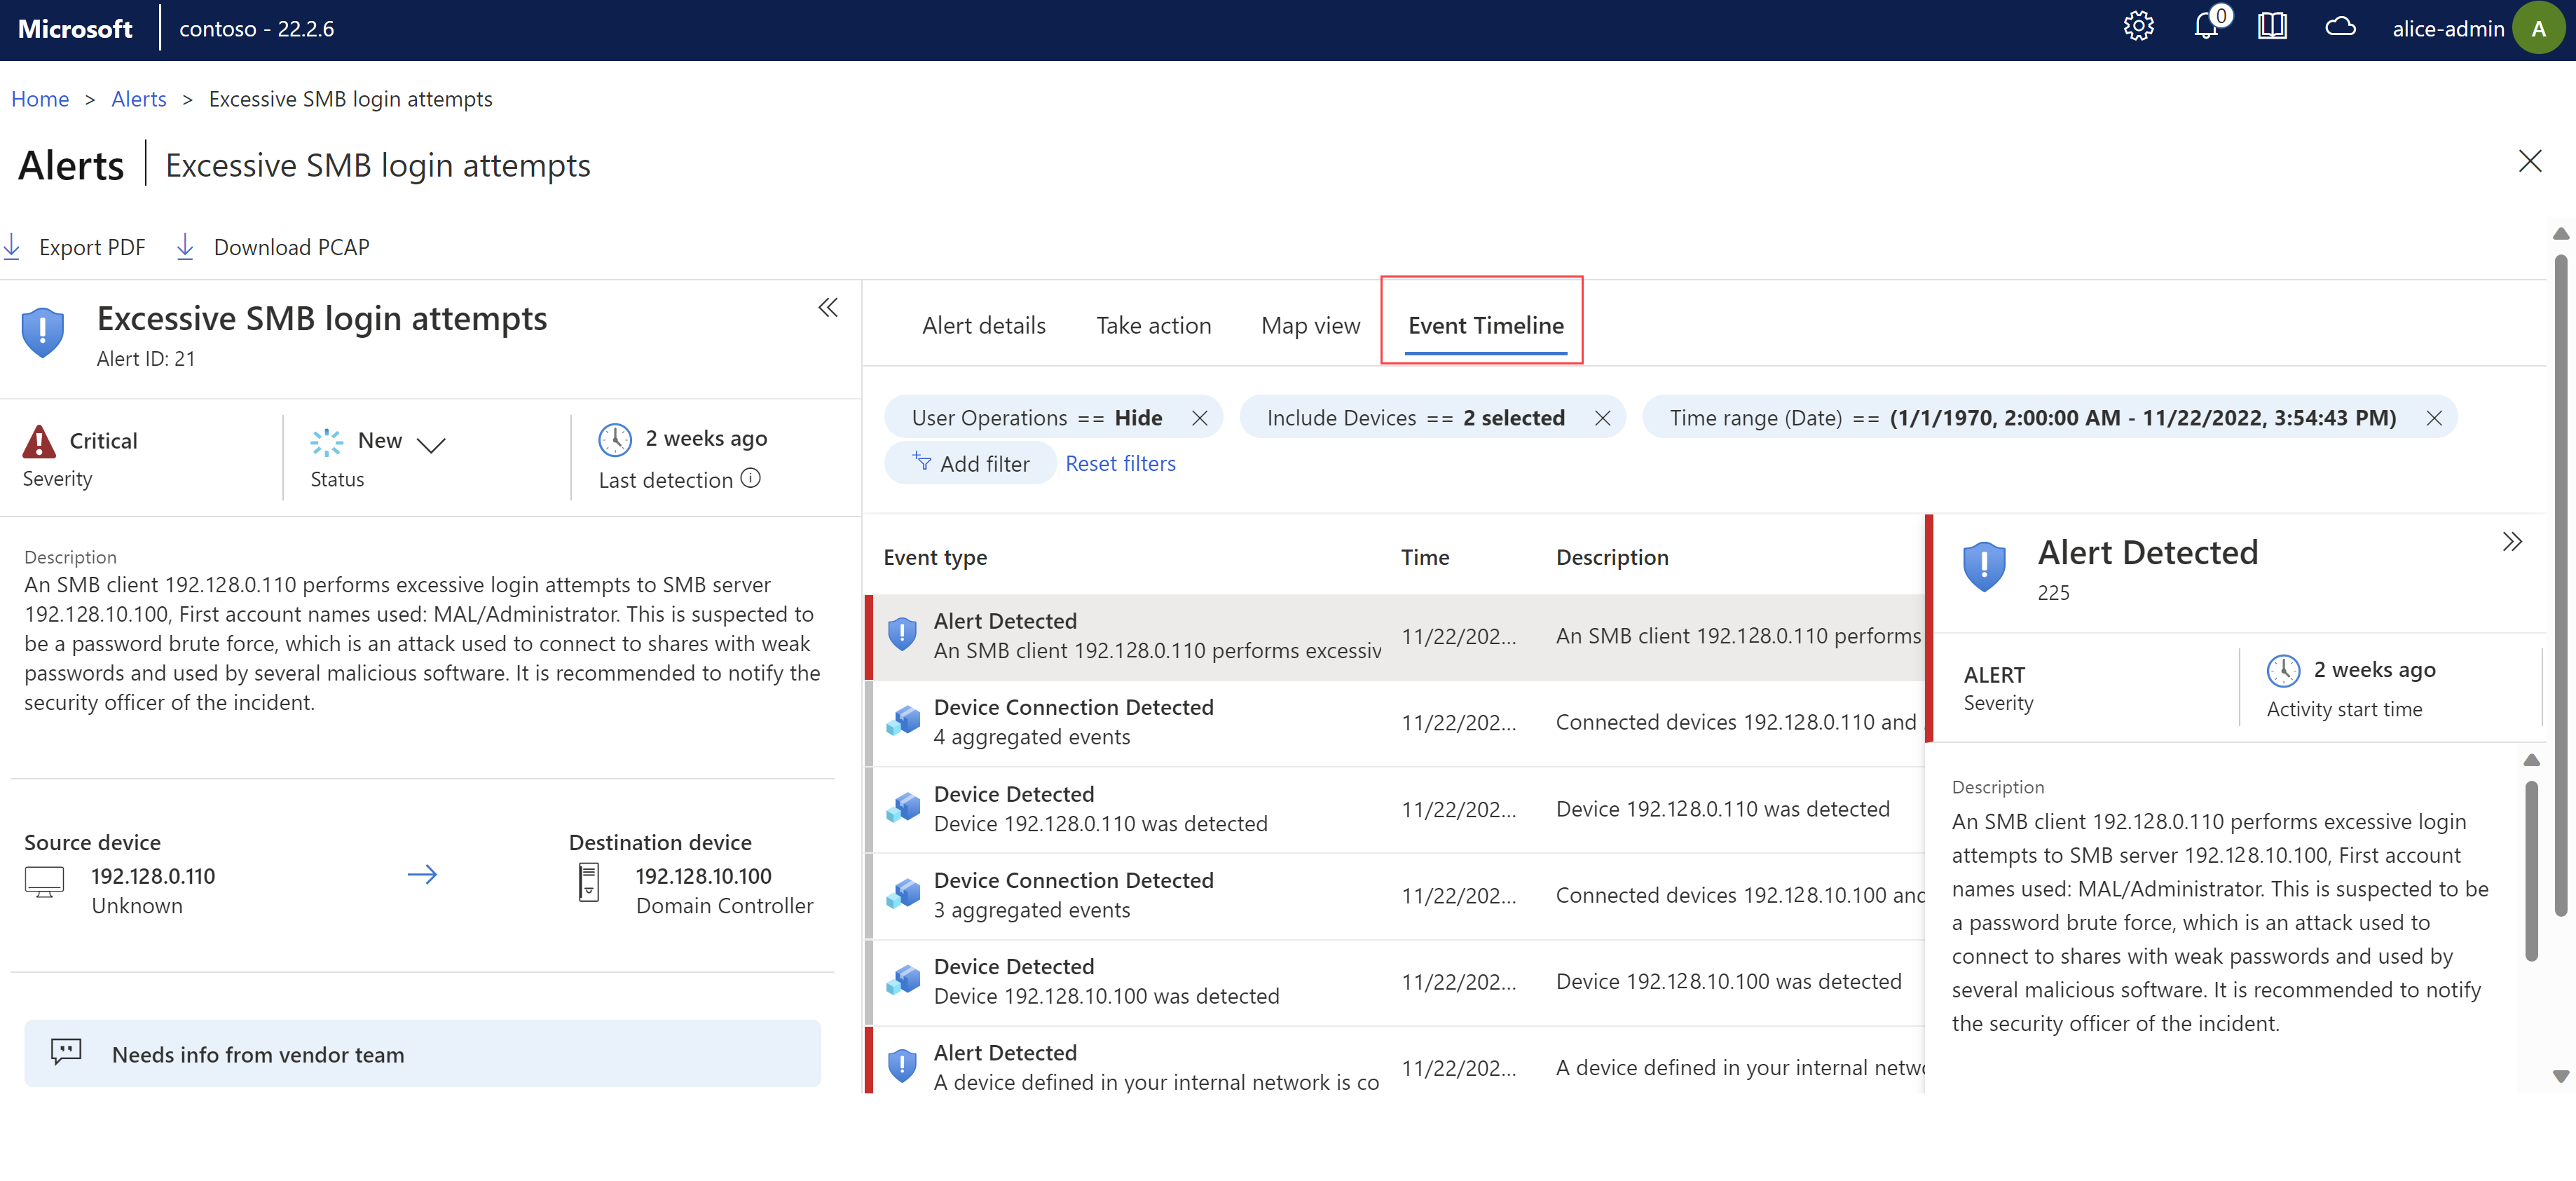 Microsoft
contoso - 22.2.6
0
alice-admin
A
Home > Alerts > Excessive SMB login attempts
Alerts
Excessive SMB login attempts
Export PDF
Download PCAP
Excessive SMB login attempts
Alert ID: 21
Critical
Severity
New
Status
2 weeks ago
Last detection
Description
An SMB client 192.128.0.110 performs excessive login attempts to SMB server
192.128.10.100, First account names used: MAL/Administrator. This is suspected to
be a password brute force, which is an attack used to connect to shares with weak
passwords and used by several malicious software. It is recommended to notify the
security officer of the incident.
Source device
192.128.0.110
Unknown
Destination device
192.128.10.100
Domain Controller
Needs info from vendor team
Alert details
Take action
Map view
Event Timeline
User Operations == Hide
Include Devices == 2 selected
Time range (Date) == (1/1/1970, 2:00:00 AM - 11/22/2022, 3:54:43 PM)
Add filter
Reset filters
Event type
Time
Description
Alert Detected
An SMB client 192.128.0.110 performs excessiv
11/22/202...
An SMB client 192.128.0.110 performs
Device Connection Detected
4 aggregated events
11/22/202...
Connected devices 192.128.0.110 and
Device Detected
Device 192.128.0.110 was detected
11/22/202...
Device 192.128.0.110 was detected
Device Connection Detected
3 aggregated events
11/22/202...
Connected devices 192.128.10.100 and
Device Detected
Device 192.128.10.100 was detected
11/22/202...
Device 192.128.10.100 was detected
Alert Detected
A device defined in your internal network is co
11/22/202...
A device defined in your internal netwo
Alert Detected
225
ALERT
Severity
2 weeks ago
Activity start time
Description
An SMB client 192.128.0.110 performs excessive login
attempts to SMB server 192.128.10.100, First account
names used: MAL/Administrator. This is suspected to be
a password brute force, which is an attack used to
connect to shares with weak passwords and used by
several malicious software. It is recommended to notify
the security officer of the incident.